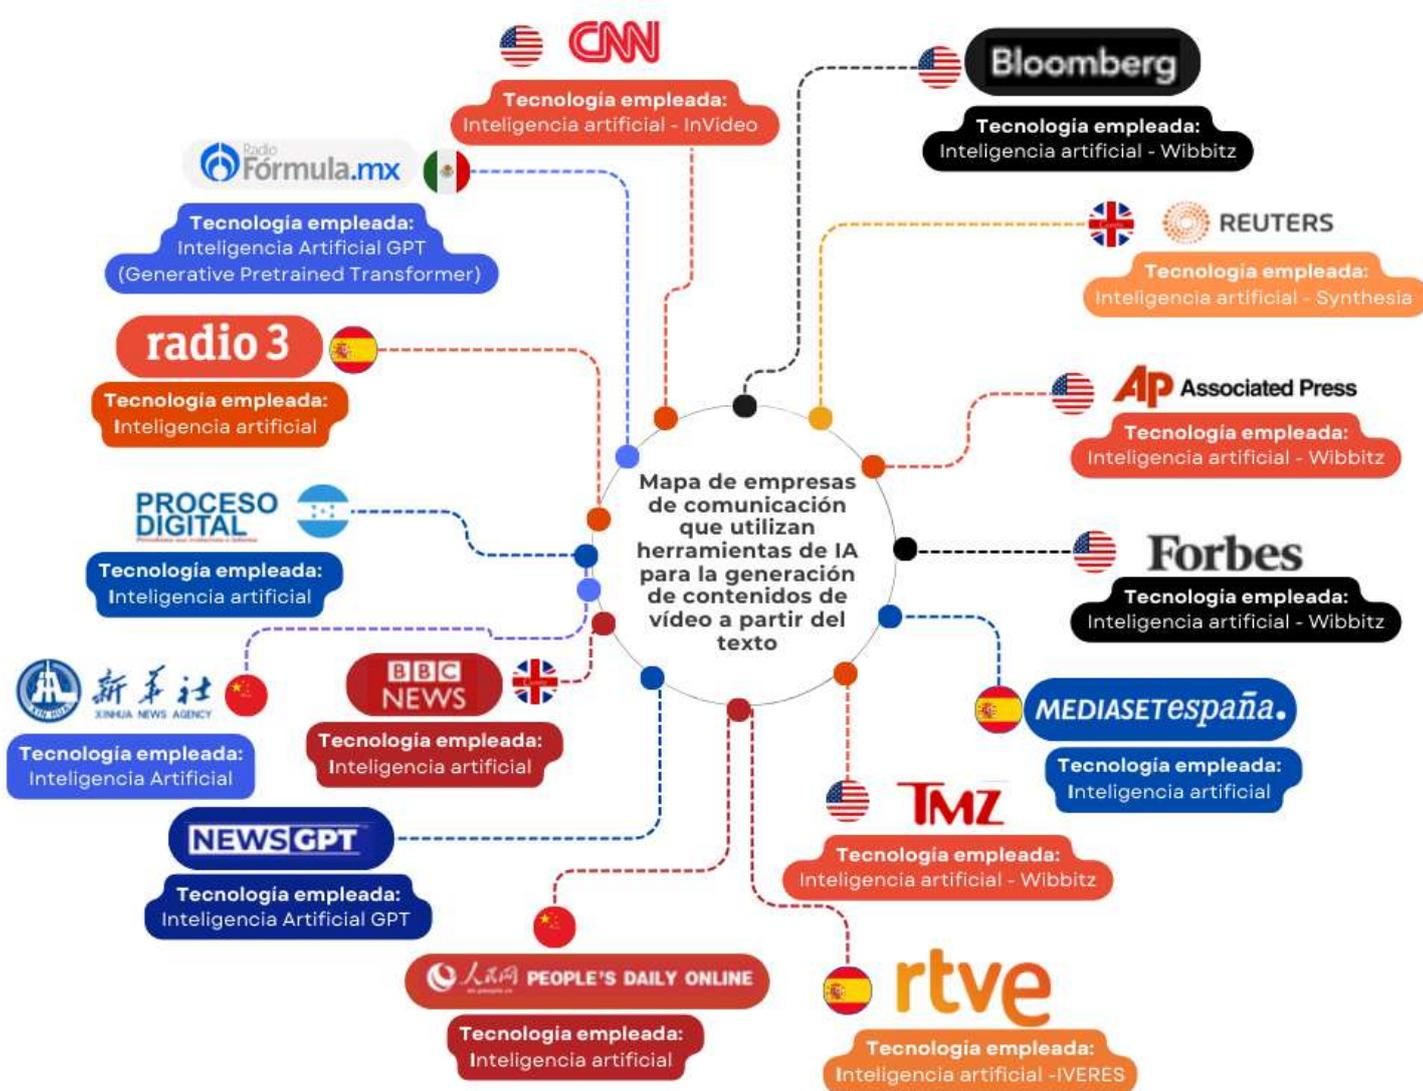 CNN
Tecnología empleada:
Inteligencia artificial - InVideo
Bloomberg
Tecnología empleada:
Inteligencia artificial - Wibbitz
Radio
Fórmula.mx
Tecnología empleada:
Inteligencia Artificial GPT
(Generative Pretrained Transformer)
REUTERS
Tecnología empleada:
Inteligencia artificial - Synthesia
radio 3
Tecnología empleada:
Inteligencia artificial
AP Associated Press
Tecnología empleada:
Inteligencia artificial - Wibbitz
Mapa de empresas
de comunicación
que utilizan
herramientas de IA
para la generación
de contenidos de
vídeo a partir del
texto
PROCESO
DIGITAL
Tecnología empleada:
Inteligencia artificial
Forbes
Tecnología empleada:
Inteligencia artificial - Wibbitz
新华社
XINHUA NEWS AGENCY
XIN HUA
Tecnología empleada:
Inteligencia Artificial
BBC
NEWS
Tecnología empleada:
Inteligencia artificial
MEDIASETespaña.
Tecnología empleada:
Inteligencia artificial
NEWSGPT
Tecnología empleada:
Inteligencia Artificial GPT
TMZ
Tecnología empleada:
Inteligencia artificial - Wibbitz
人民网 PEOPLE'S DAILY ONLINE
Tecnología empleada:
Inteligencia artificial
rtve
Tecnología empleada:
Inteligencia artificial -IVERES